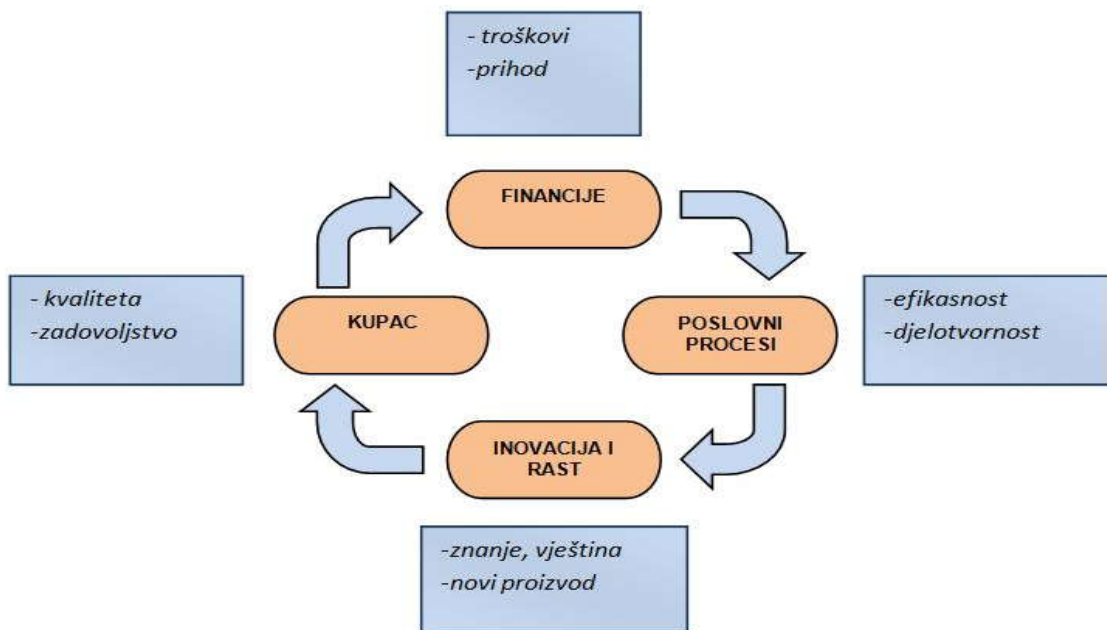 - troškovi
-prihod
FINANCIJE
- kvaliteta
-zadovoljstvo
KUPAC
POSLOVNI
PROCESI
-efikasnost
-djelotvornost
INOVACIJA I
RAST
-znanje, vještina
-novi proizvod